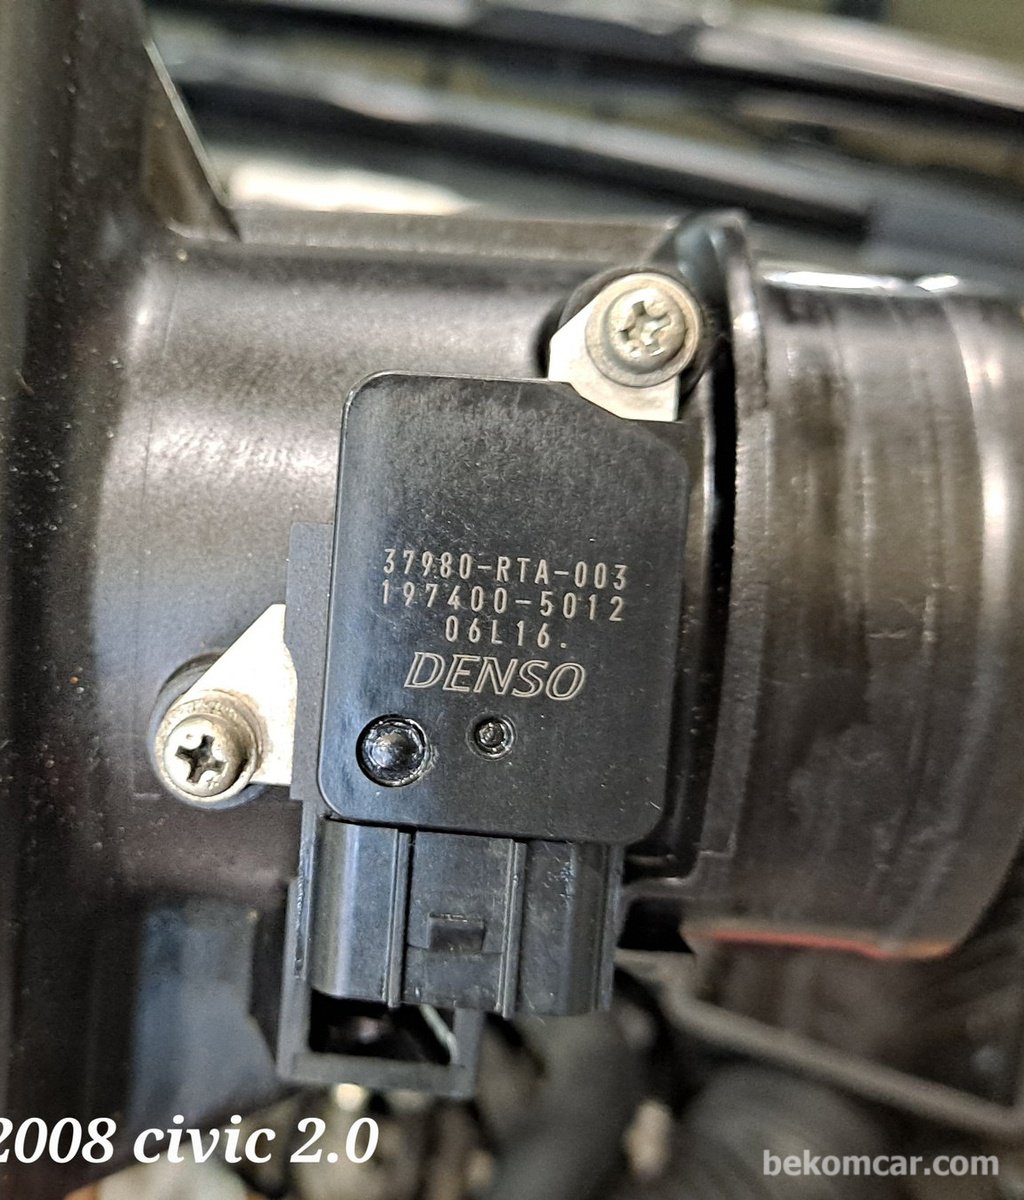 37980-RTA-003
197400-5012
06L16.
DENSO
2008 civic 2.0
bekomcar.com